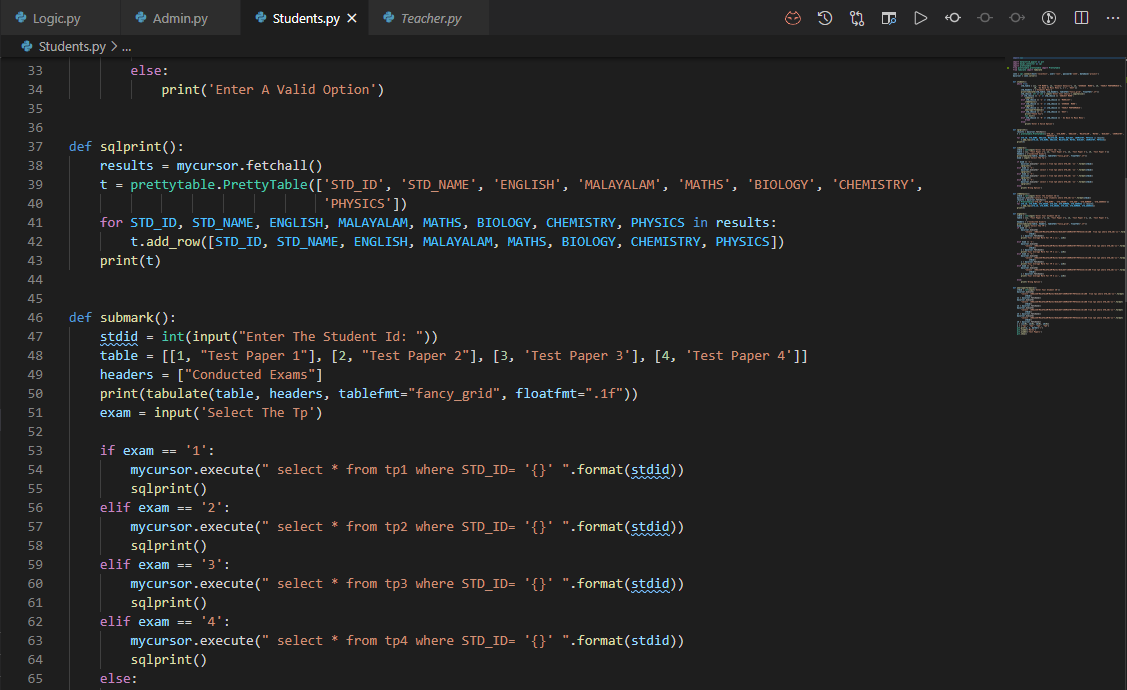 Logic.py Admin.py Students.py Teacher.py
Students.py > ...
33 else:
34 print('Enter A Valid Option')
35
36
37 def sqlprint():
38 results = mycursor.fetchall()
39 t = prettytable.PrettyTable(['STD_ID', 'STD_NAME', 'ENGLISH', 'MALAYALAM', 'MATHS', 'BIOLOGY', 'CHEMISTRY',
40 'PHYSICS'])
41 for STD_ID, STD_NAME, ENGLISH, MALAYALAM, MATHS, BIOLOGY, CHEMISTRY, PHYSICS in results:
42 t.add_row([STD_ID, STD_NAME, ENGLISH, MALAYALAM, MATHS, BIOLOGY, CHEMISTRY, PHYSICS])
43 print(t)
44
45
46 def submark():
47 stdid = int(input("Enter The Student Id: "))
48 table = [[1, "Test Paper 1"], [2, "Test Paper 2"], [3, 'Test Paper 3'], [4, 'Test Paper 4']]
49 headers = ["Conducted Exams"]
50 print(tabulate(table, headers, tablefmt="fancy_grid", floatfmt=".1f"))
51 exam = input('Select The Tp')
52
53 if exam == '1':
54 mycursor.execute(" select * from tp1 where STD_ID= '{}' ".format(stdid))
55 sqlprint()
56 elif exam == '2':
57 mycursor.execute(" select * from tp2 where STD_ID= '{}' ".format(stdid))
58 sqlprint()
59 elif exam == '3':
60 mycursor.execute(" select * from tp3 where STD_ID= '{}' ".format(stdid))
61 sqlprint()
62 elif exam == '4':
63 mycursor.execute(" select * from tp4 where STD_ID= '{}' ".format(stdid))
64 sqlprint()
65 else: